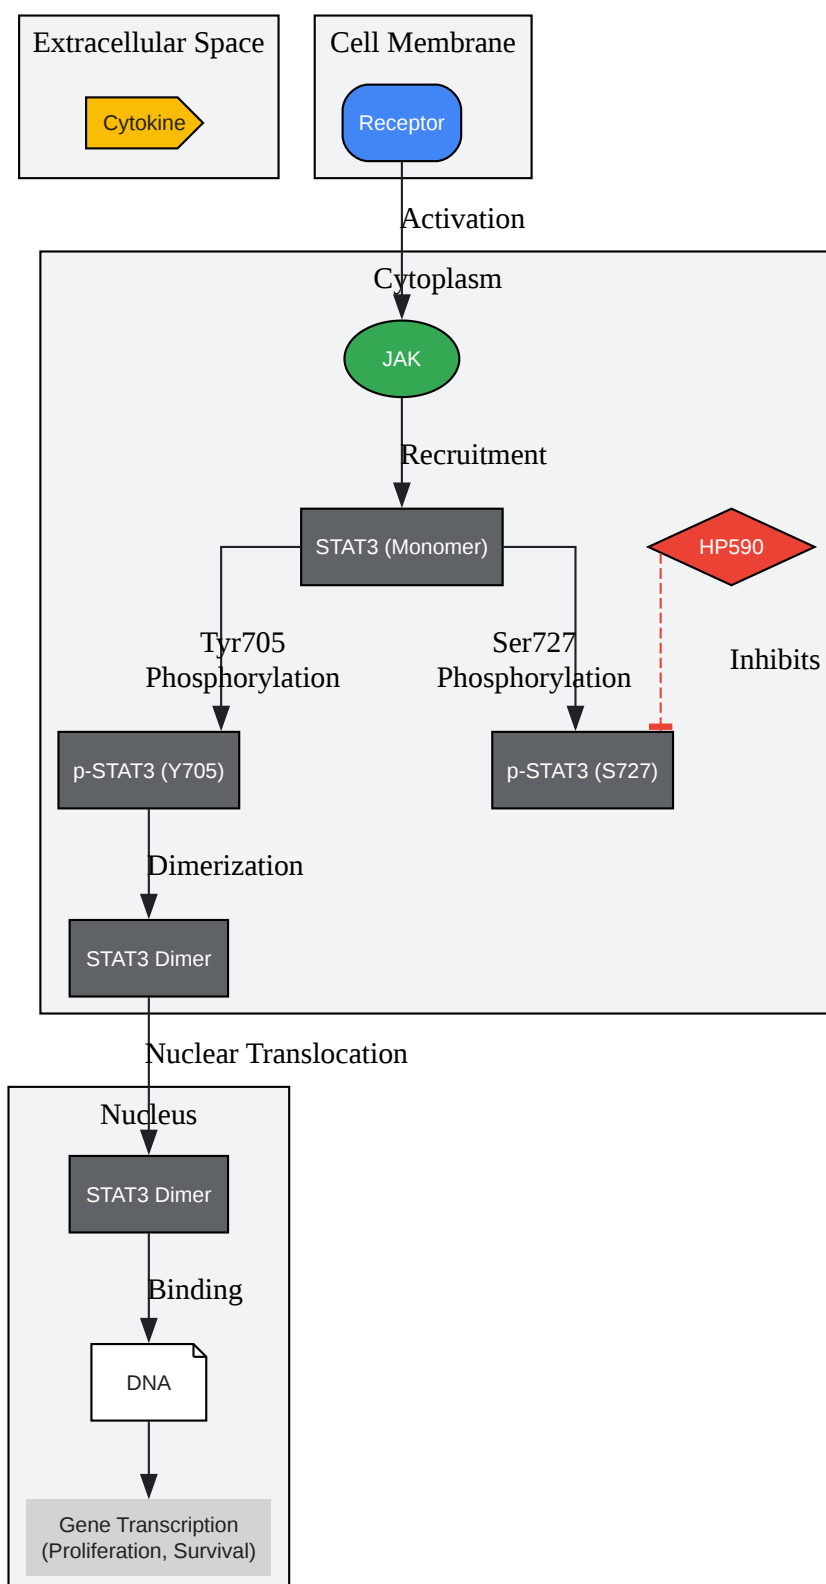 Extracellular Space
Cell Membrane
Cytokine
Receptor
Activation
Cytoplasm
JAK
Recruitment
STAT3 (Monomer)
HP590
Tyr705
Phosphorylation
Ser727
Phosphorylation
Inhibits
p-STAT3 (Y705)
p-STAT3 (S727)
Dimerization
STAT3 Dimer
Nuclear Translocation
Nucleus
STAT3 Dimer
Binding
DNA
Gene Transcription
(Proliferation, Survival)